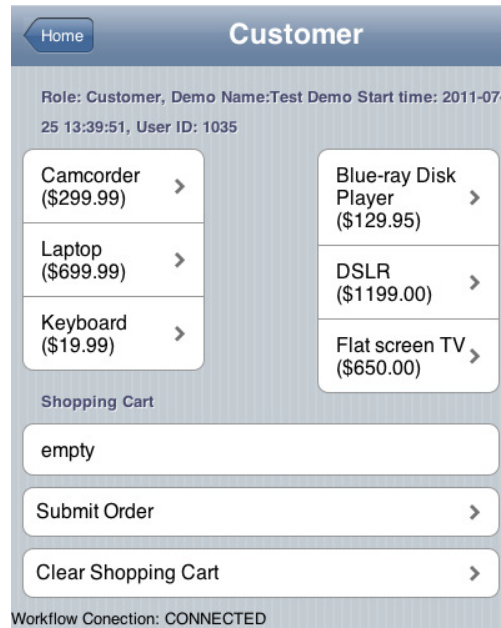 Home
Customer
Role: Customer, Demo Name:Test Demo Start time: 2011-07-
25 13:39:51, User ID: 1035
Camcorder
($299.99)
Laptop
($699.99)
Keyboard
($19.99)
Blue-ray Disk
Player
($129.95)
DSLR
($1199.00)
Flat screen TV
($650.00)
Shopping Cart
empty
Submit Order
Clear Shopping Cart
Workflow Conection: CONNECTED